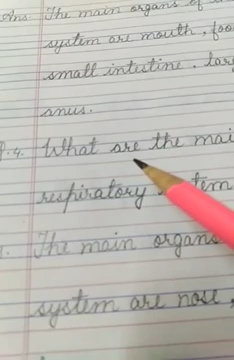 Ans. The main organs of
system are mouth, foo
small intestine. lar
anus.
4. What are the mai
respiratory tem
The main organs
system are nose,